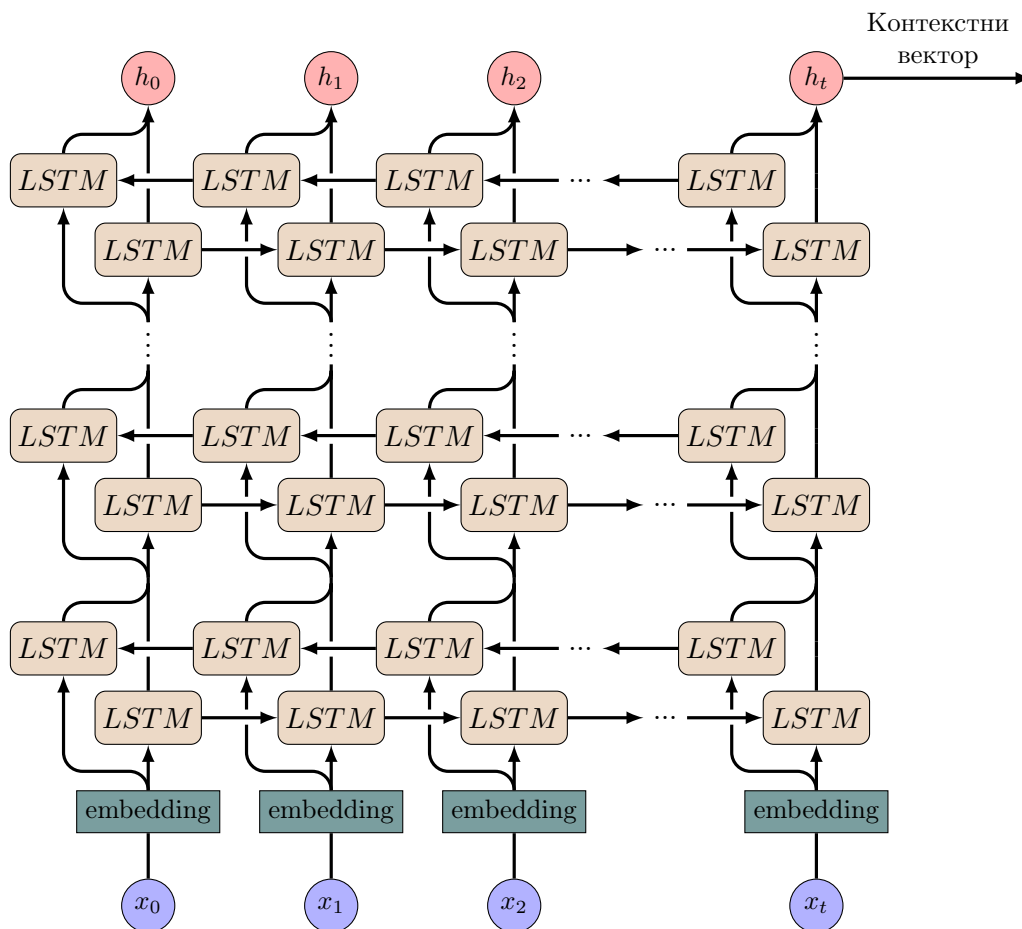 Контекстни
вектор
h₀ h₁ h₂ hₜ
LSTM LSTM LSTM ... LSTM
LSTM LSTM LSTM ... LSTM
⋮ ⋮ ⋮ ⋮
LSTM LSTM LSTM ... LSTM
LSTM LSTM LSTM ... LSTM
LSTM LSTM LSTM ... LSTM
LSTM LSTM LSTM ... LSTM
embedding embedding embedding embedding
x₀ x₁ x₂ xₜ